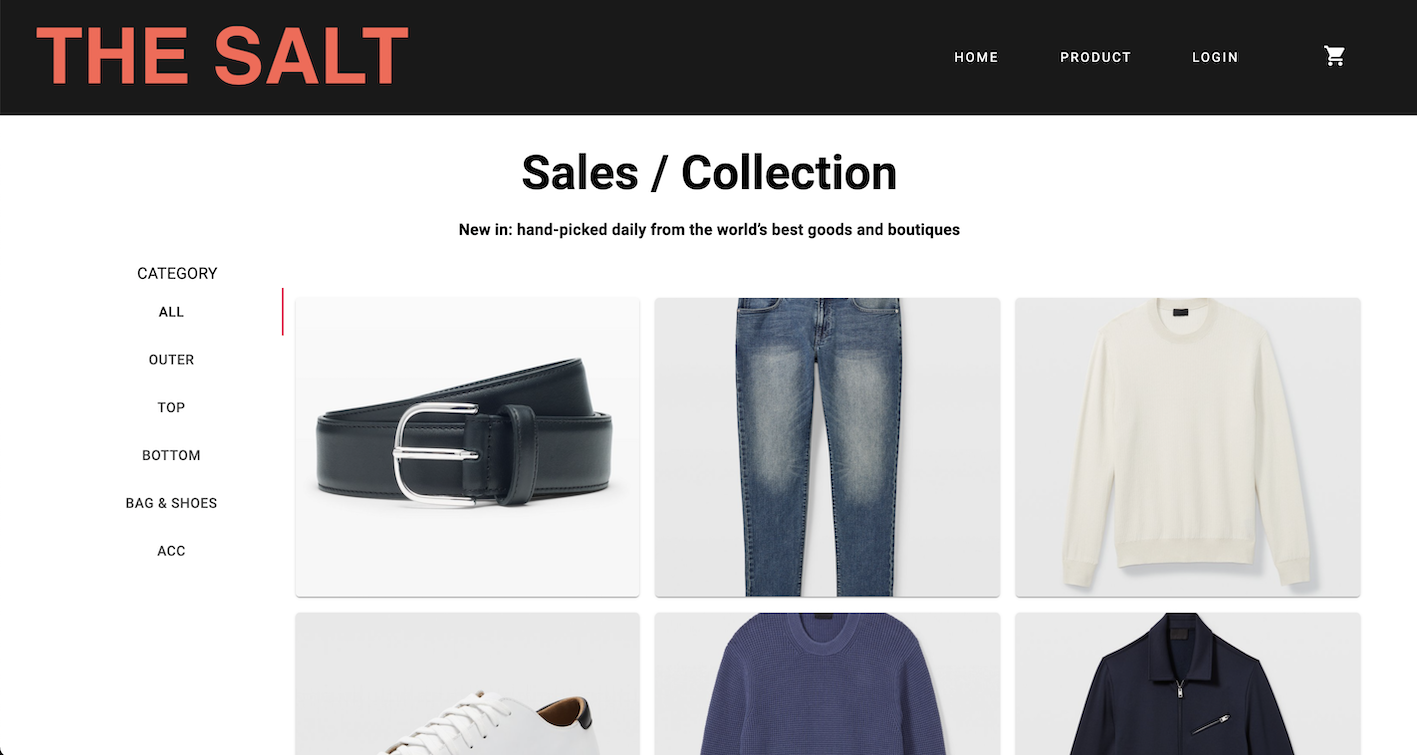 THE SALT
HOME
PRODUCT
LOGIN
Sales / Collection
New in: hand-picked daily from the world’s best goods and boutiques
CATEGORY
ALL
OUTER
TOP
BOTTOM
BAG & SHOES
ACC